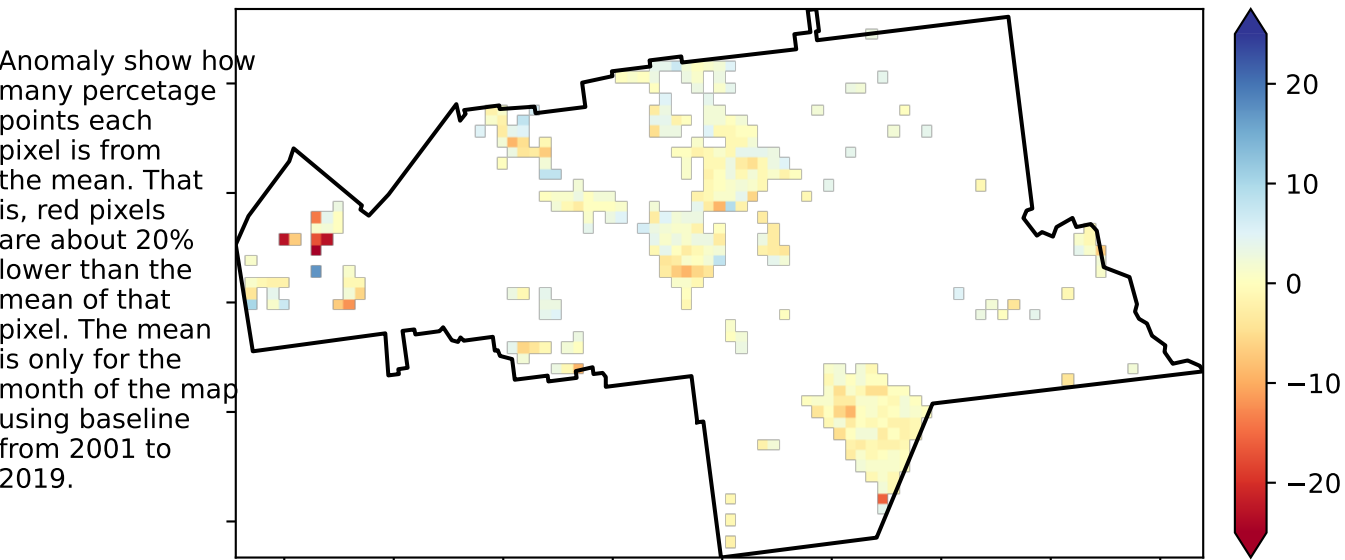 Anomaly show how
many percetage
points each
pixel is from
the mean. That
is, red pixels
are about 20%
lower than the
mean of that
pixel. The mean
is only for the
month of the map
using baseline
from 2001 to
2019.
20
10
0
−10
−20